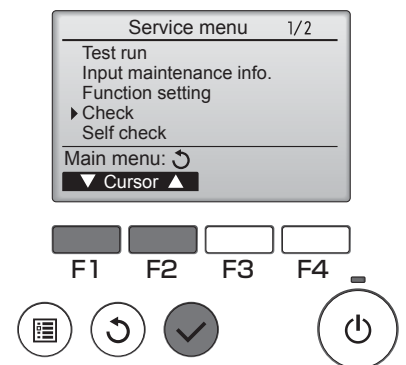 Service menu 1/2
Test run
Input maintenance info.
Function setting
Check
Self check
Main menu:
▼ Cursor ▲
F1 F2 F3 F4